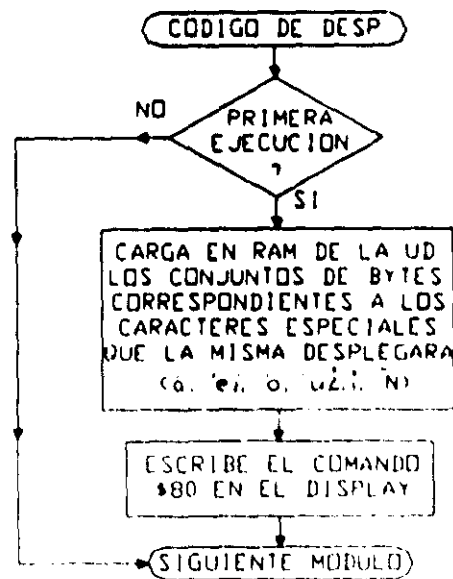 CODIGO DE DESP
NO
PRIMERA
EJECUCION
?
SI
CARGA EN RAM DE LA UD
LOS CONJUNTOS DE BYTES
CORRESPONDIENTES A LOS
CARACTERES ESPECIALES
QUE LA MISMA DESPLEGARA
ESCRIBE EL COMANDO
$80 EN EL DISPLAY
SIGUIENTE MODULO